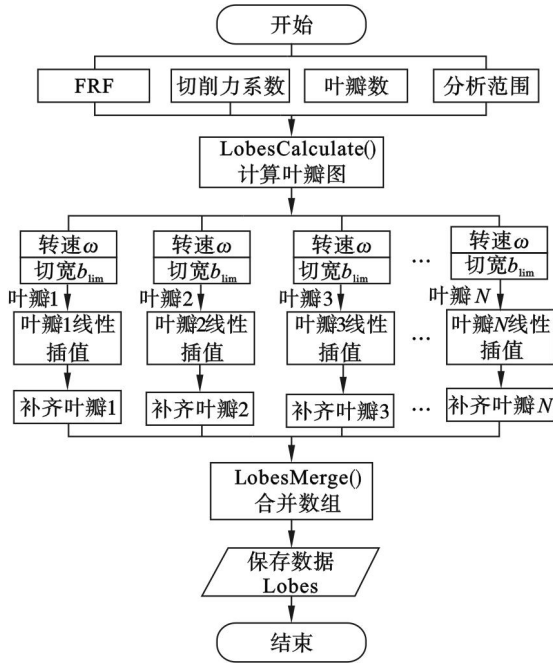 开始
FRF 切削力系数 叶瓣数 分析范围
LobesCalculate()
计算叶瓣图
转速ω 转速ω 转速ω 转速ω
切宽blim 切宽blim 切宽blim … 切宽blim
叶瓣1 叶瓣2 叶瓣3 叶瓣N
叶瓣1线性 叶瓣2线性 叶瓣3线性 叶瓣N线性
插值 插值 插值 … 插值
补齐叶瓣1 补齐叶瓣2 补齐叶瓣3 … 补齐叶瓣N
LobesMerge()
合并数组
保存数据
Lobes
结束